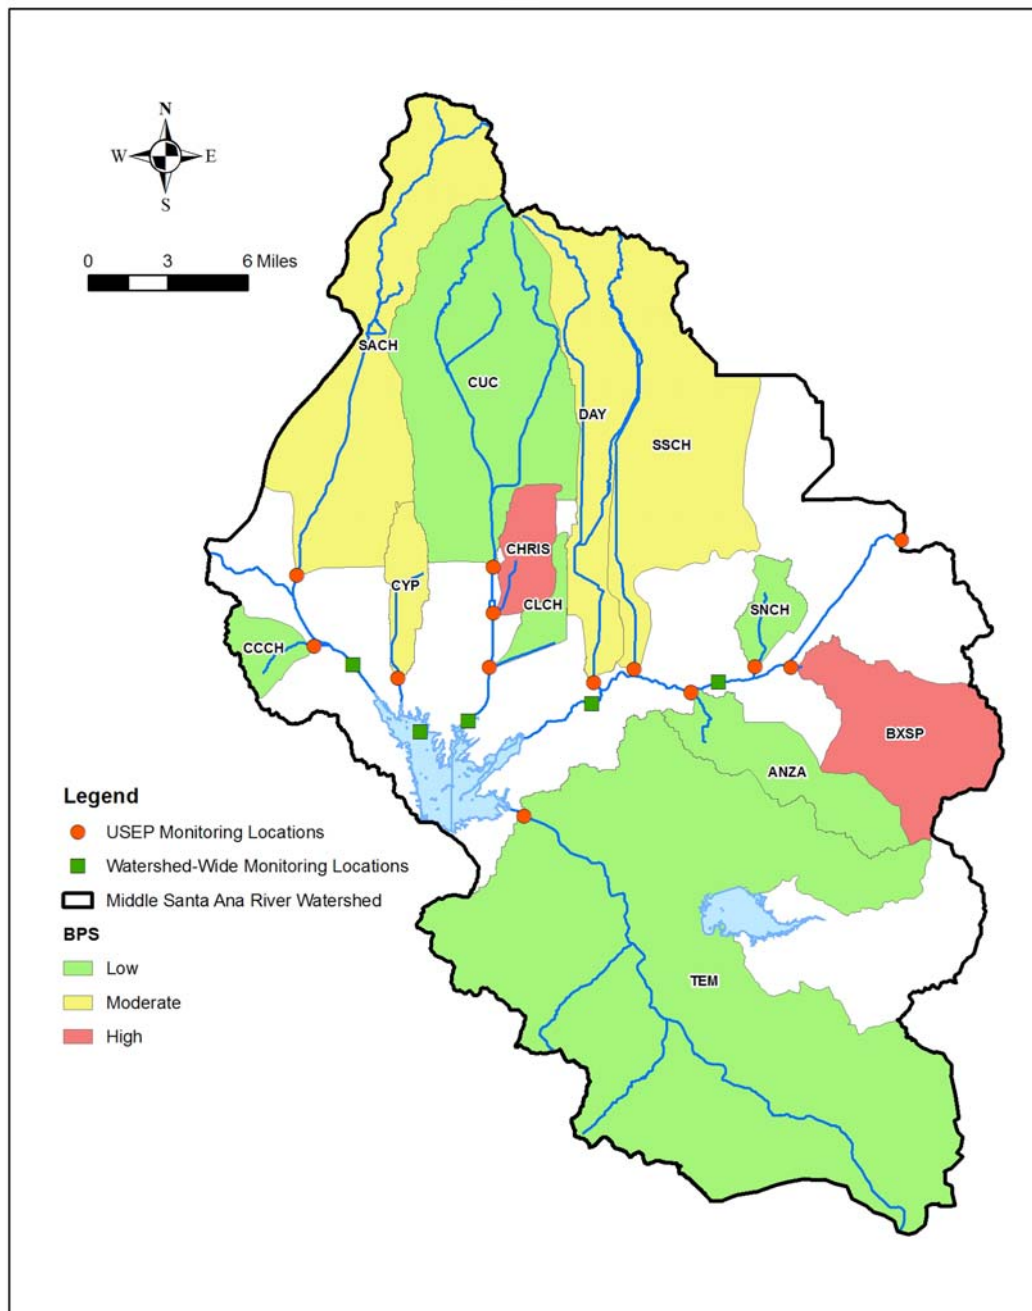 N
W E
S
0 3 6 Miles
SACH
CUC
DAY
SSCH
CHRIS
CYP
CLCH
SNCH
CCCH
BXSP
ANZA
TEM
Legend
USEP Monitoring Locations
Watershed-Wide Monitoring Locations
Middle Santa Ana River Watershed
BPS
Low
Moderate
High